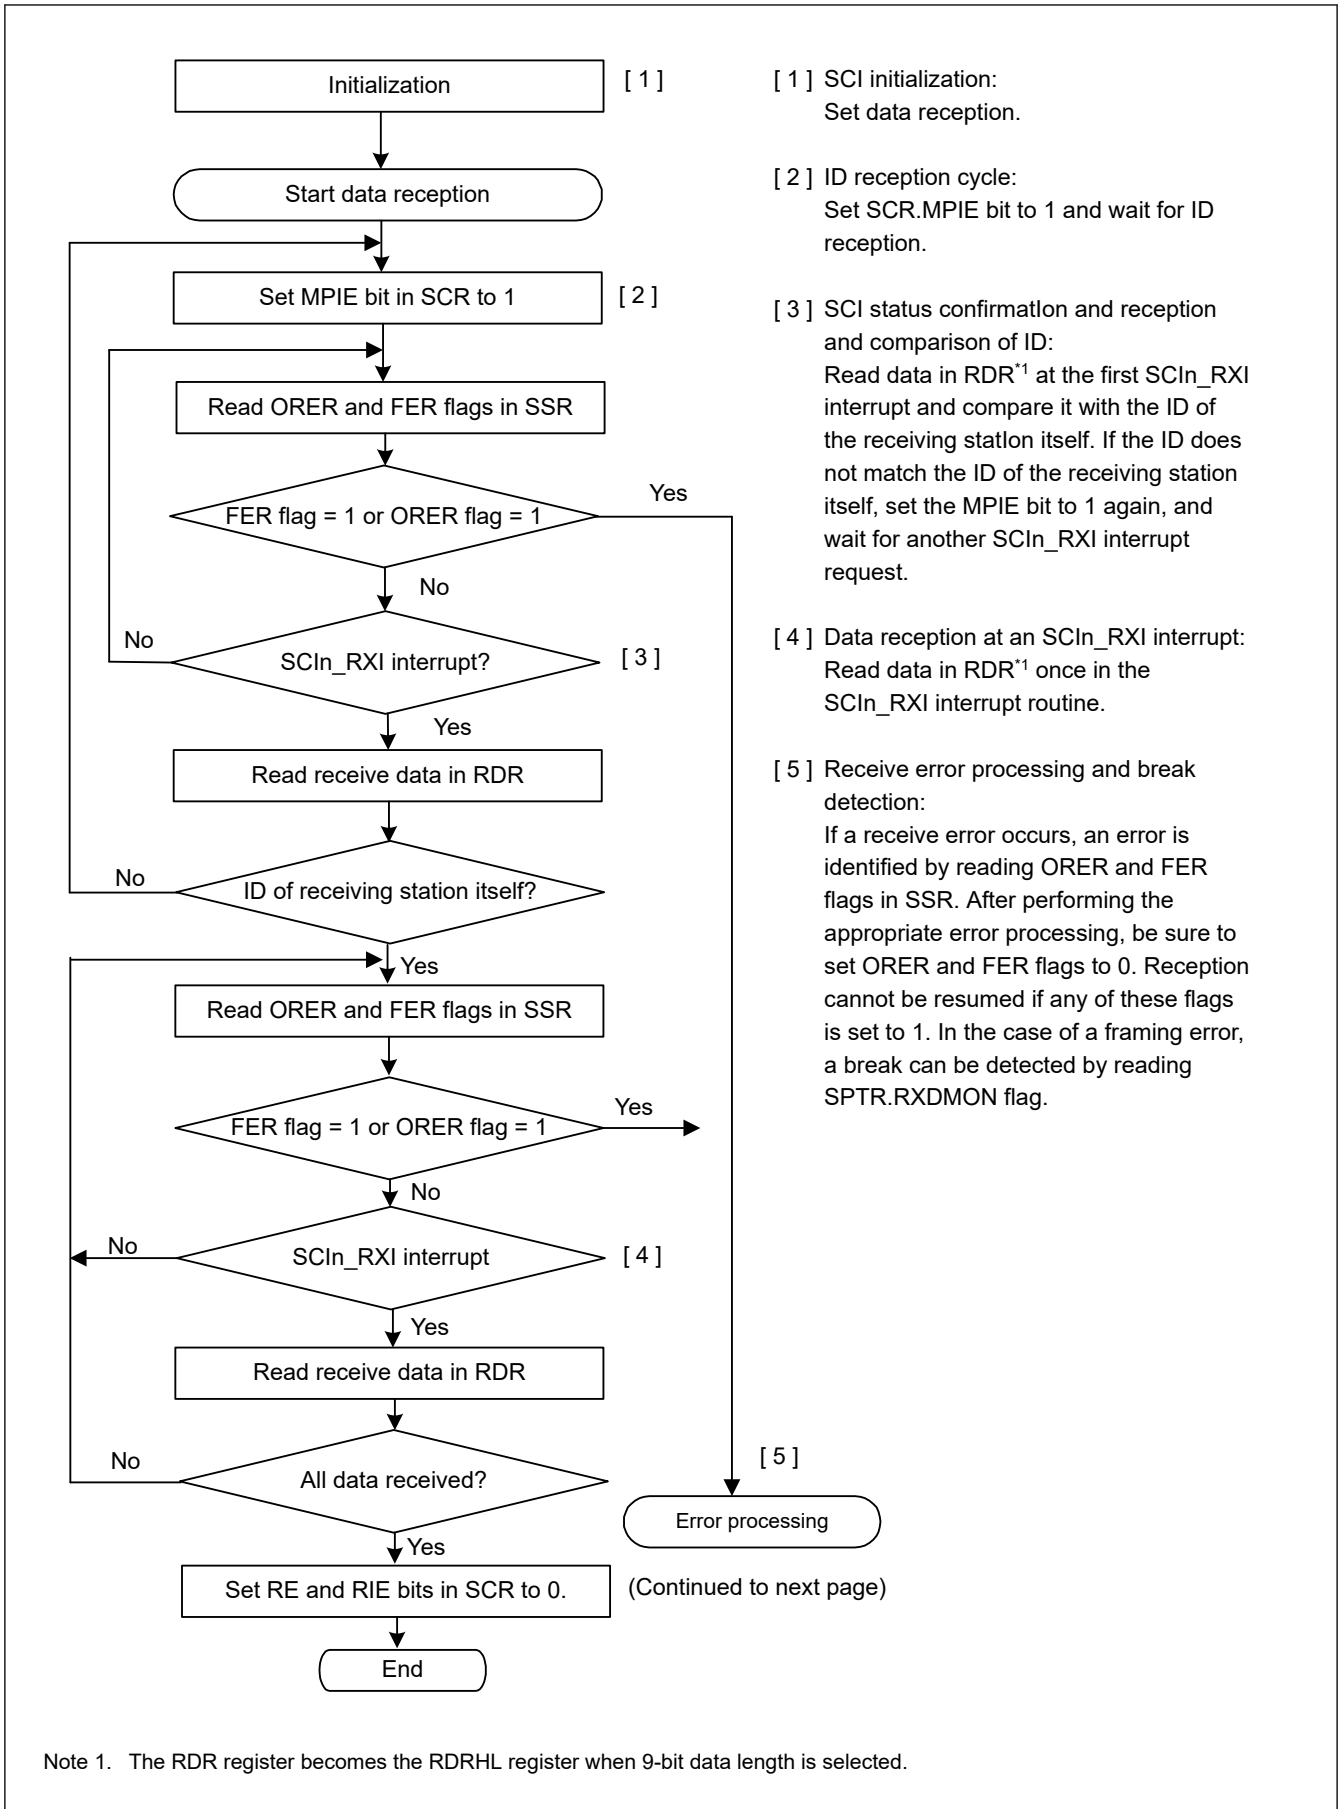 Initialization
[ 1 ]
Start data reception
Set MPIE bit in SCR to 1
[ 2 ]
Read ORER and FER flags in SSR
FER flag = 1 or ORER flag = 1
Yes
No
SCIn_RXI interrupt?
No
[ 3 ]
Yes
Read receive data in RDR
ID of receiving station itself?
No
Yes
Read ORER and FER flags in SSR
FER flag = 1 or ORER flag = 1
Yes
No
SCIn_RXI interrupt
No
[ 4 ]
Yes
Read receive data in RDR
All data received?
No
Yes
[ 5 ]
Error processing
Set RE and RIE bits in SCR to 0.
(Continued to next page)
End
[ 1 ] SCI initialization:
Set data reception.
[ 2 ] ID reception cycle:
Set SCR.MPIE bit to 1 and wait for ID
reception.
[ 3 ] SCI status confirmatIon and reception
and comparison of ID:
Read data in RDR*1 at the first SCIn_RXI
interrupt and compare it with the ID of
the receiving statIon itself. If the ID does
not match the ID of the receiving station
itself, set the MPIE bit to 1 again, and
wait for another SCIn_RXI interrupt
request.
[ 4 ] Data reception at an SCIn_RXI interrupt:
Read data in RDR*1 once in the
SCIn_RXI interrupt routine.
[ 5 ] Receive error processing and break
detection:
If a receive error occurs, an error is
identified by reading ORER and FER
flags in SSR. After performing the
appropriate error processing, be sure to
set ORER and FER flags to 0. Reception
cannot be resumed if any of these flags
is set to 1. In the case of a framing error,
a break can be detected by reading
SPTR.RXDMON flag.
Note 1. The RDR register becomes the RDRHL register when 9-bit data length is selected.